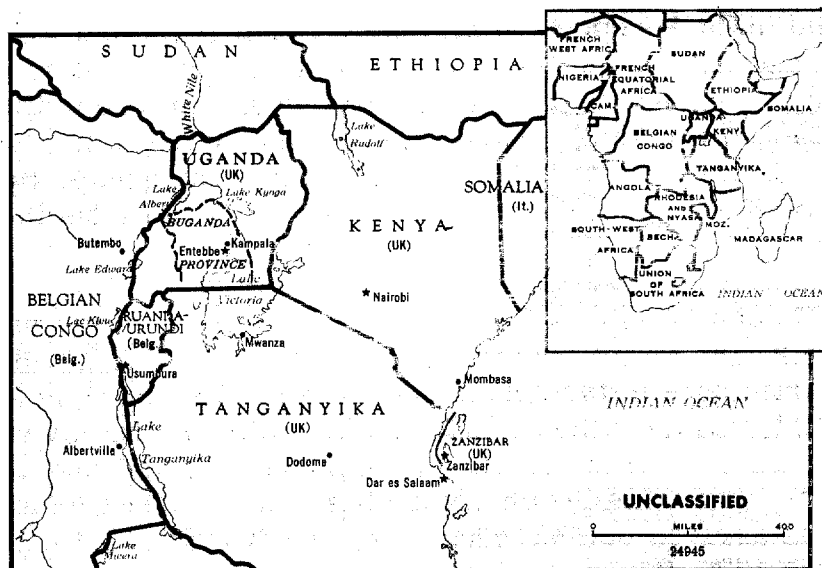 SUDAN
ETHIOPIA
White Nile
Lake
Rudolf
UGANDA
(UK)
Lake
Albert
Lake Kyoga
BUGANDA
Butembo
Kampala
Entebbe
PROVINCE
Lake Edward
Lake
Victoria
KENYA
(UK)
SOMALIA
(It.)
Nairobi
BELGIAN
CONGO
(Belg.)
Lac Kivu
RUANDA-
URUNDI
(Belg.)
Mwanza
Usumbura
Mombasa
TANGANYIKA
(UK)
Lake
Tanganyika
Albertville
Dodoma
ZANZIBAR
(UK)
Zanzibar
Dar es Salaam
Lake
Mweru
INDIAN OCEAN
UNCLASSIFIED
0 MILES 400
24945
FRENCH
WEST AFRICA
SUDAN
NIGERIA
FRENCH
EQUATORIAL
AFRICA
ETHIOPIA
CAM.
SOMALIA
UGANDA
KENYA
BELGIAN
CONGO
TANGANYIKA
ANGOLA
RHODESIA
AND
NYASA.
MOZ.
SOUTH-WEST
AFRICA
BECH.
MADAGASCAR
UNION OF
SOUTH AFRICA
INDIAN OCEAN